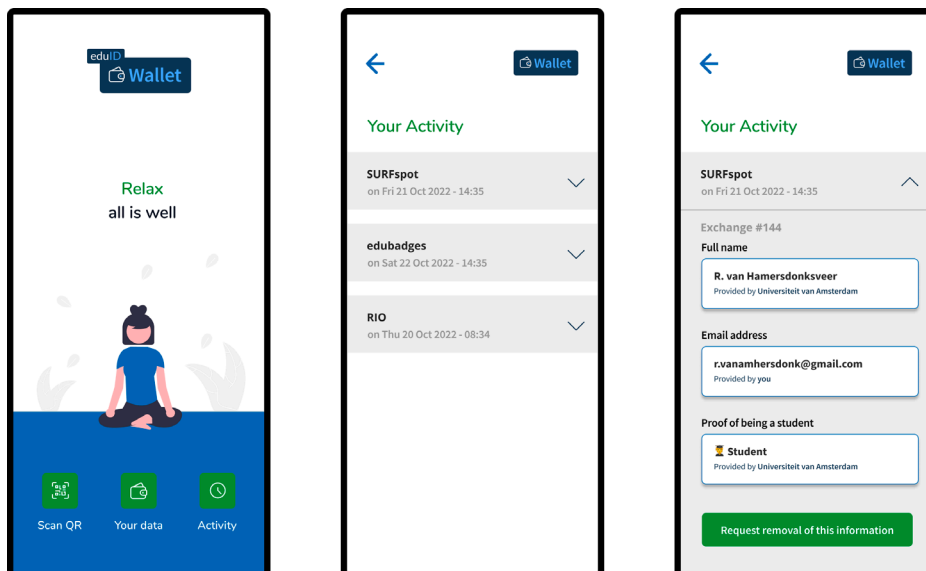 eduID
Wallet
Relax
all is well
Scan QR
Your data
Activity
Wallet
Your Activity
SURFspot
on Fri 21 Oct 2022 - 14:35
edubadges
on Sat 22 Oct 2022 - 14:35
RIO
on Thu 20 Oct 2022 - 08:34
Wallet
Your Activity
SURFspot
on Fri 21 Oct 2022 - 14:35
Exchange #144
Full name
R. van Hamersdonksveer
Provided by Universiteit van Amsterdam
Email address
r.vanamhersdonk@gmail.com
Provided by you
Proof of being a student
Student
Provided by Universiteit van Amsterdam
Request removal of this information